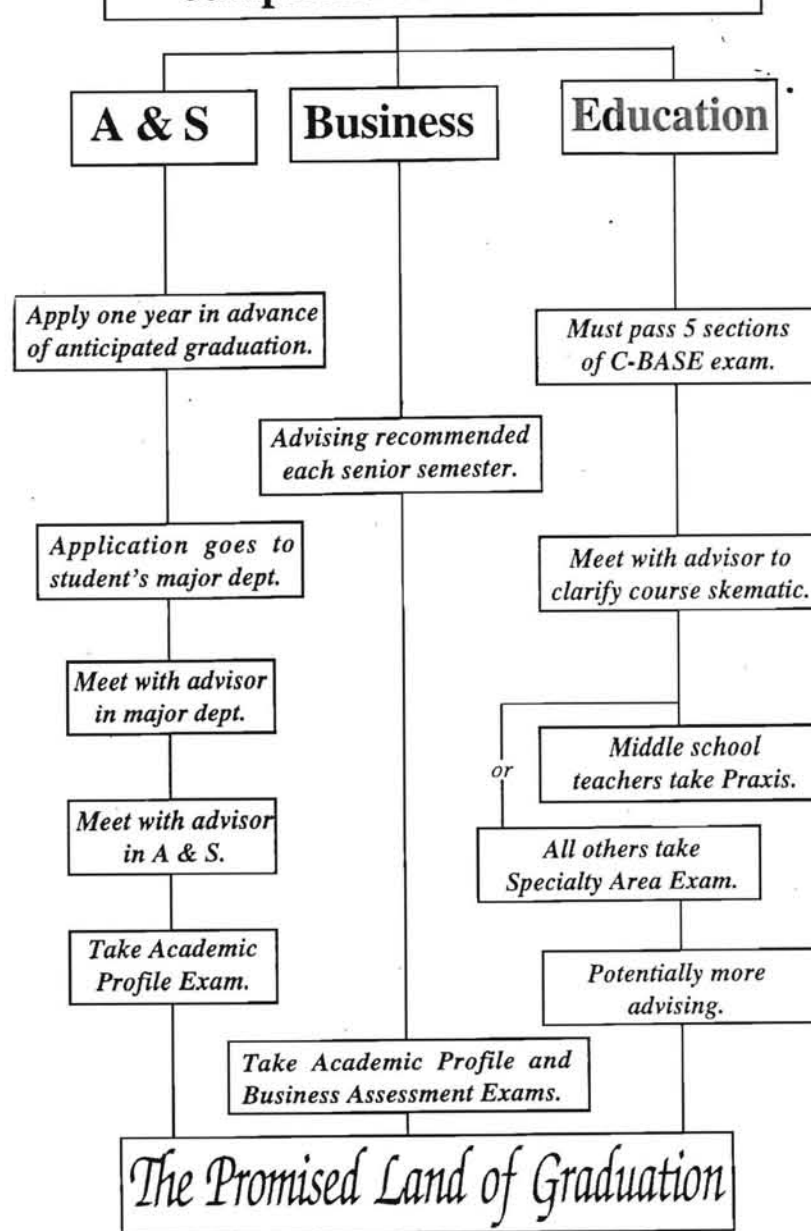 A & S
Business
Education
Apply one year in advance
of anticipated graduation.
Must pass 5 sections
of C-BASE exam.
Advising recommended
each senior semester.
Application goes to
student's major dept.
Meet with advisor to
clarify course skematic.
Meet with advisor
in major dept.
or
Middle school
teachers take Praxis.
Meet with advisor
in A & S.
All others take
Specialty Area Exam.
Take Academic
Profile Exam.
Potentially more
advising.
Take Academic Profile and
Business Assessment Exams.
The Promised Land of Graduation